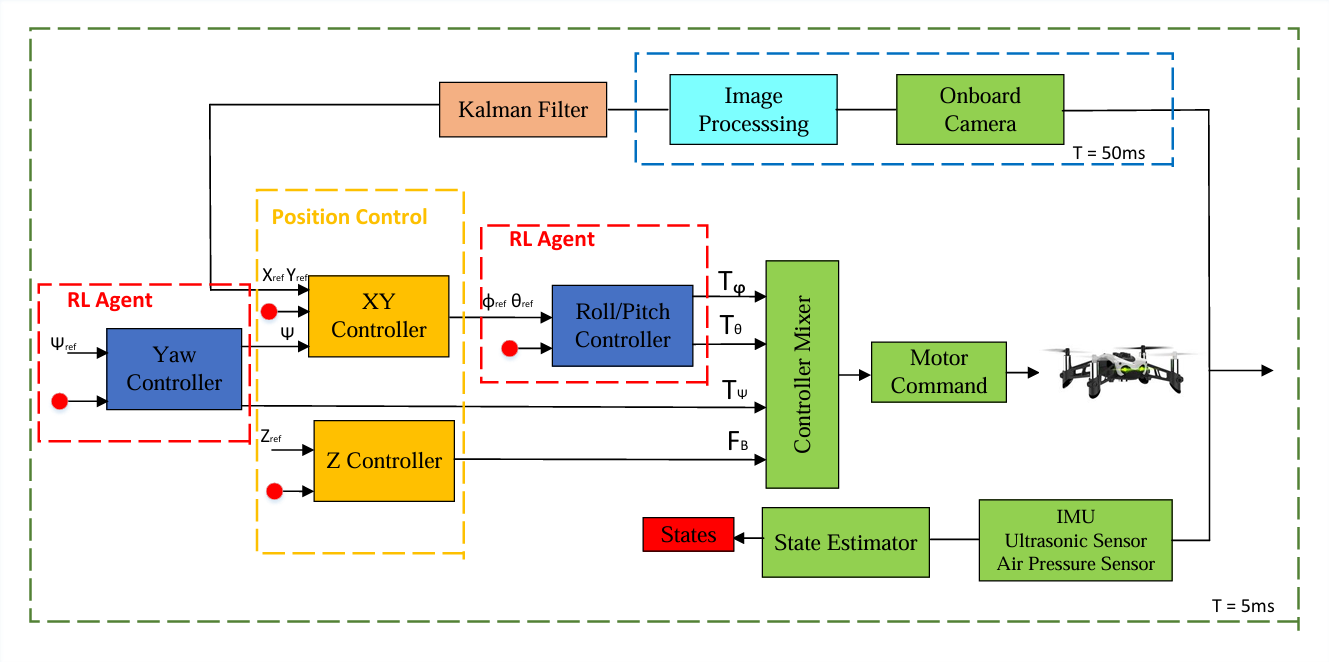 Kalman Filter
Image
Processsing
Onboard
Camera
T = 50ms
Position Control
RL Agent
RL Agent
Xref Yref
XY
Controller
Ψ
ϕref θref
Roll/Pitch
Controller
Tφ
Tθ
Ψref
Yaw
Controller
TΨ
Zref
Z Controller
FB
Controller Mixer
Motor
Command
States
State Estimator
IMU
Ultrasonic Sensor
Air Pressure Sensor
T = 5ms